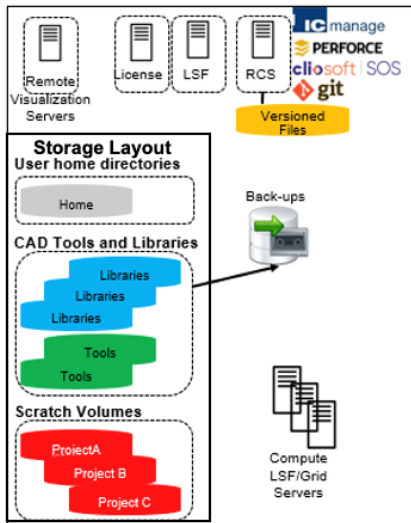 IC manage
PERFORCE
cliosoft | SOS
git
Remote
Visualization
Servers
License
LSF
RCS
Versioned
Files
Storage Layout
User home directories
Home
Back-ups
CAD Tools and Libraries
Libraries
Libraries
Libraries
Tools
Tools
Scratch Volumes
ProjectA
Project B
Project C
Compute
LSF/Grid
Servers